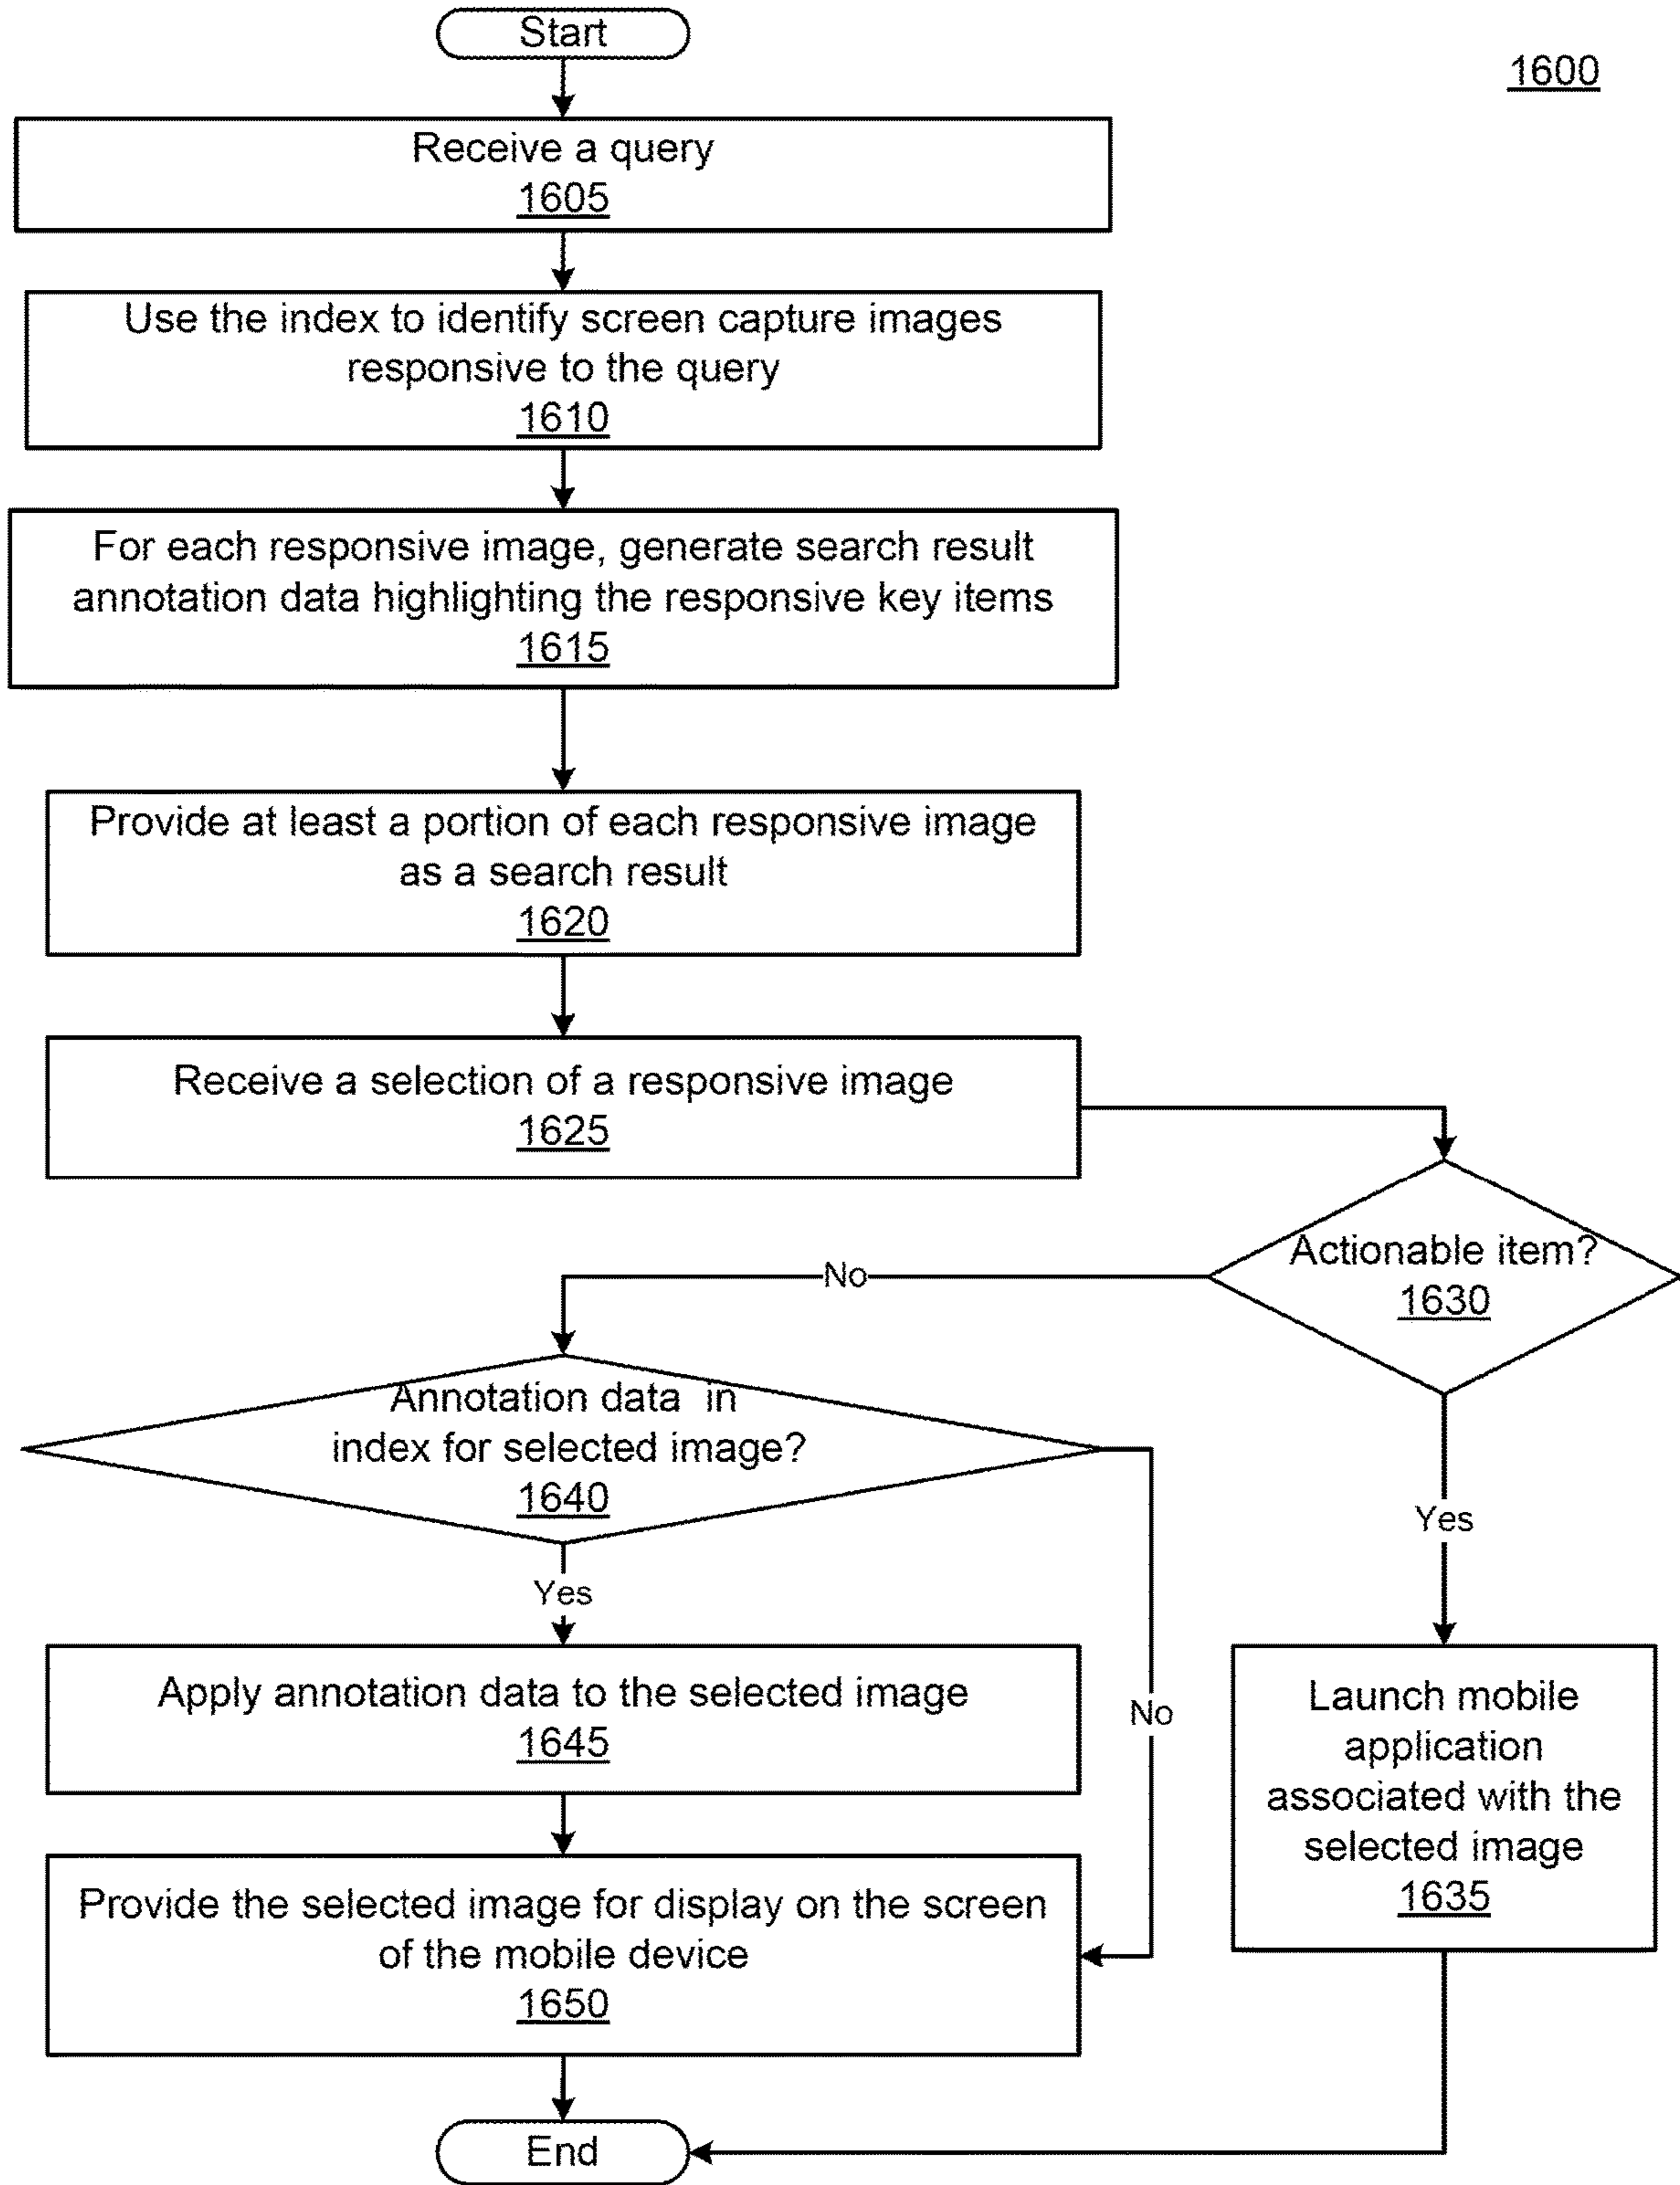 Start
1600
Receive a query
1605
Use the index to identify screen capture images
responsive to the query
1610
For each responsive image, generate search result
annotation data highlighting the responsive key items
1615
Provide at least a portion of each responsive image
as a search result
1620
Receive a selection of a responsive image
1625
Actionable item?
1630
No
Annotation data in
index for selected image?
1640
Yes
Yes
Apply annotation data to the selected image
1645
No
Launch mobile
application
associated with the
selected image
1635
Provide the selected image for display on the screen
of the mobile device
1650
End